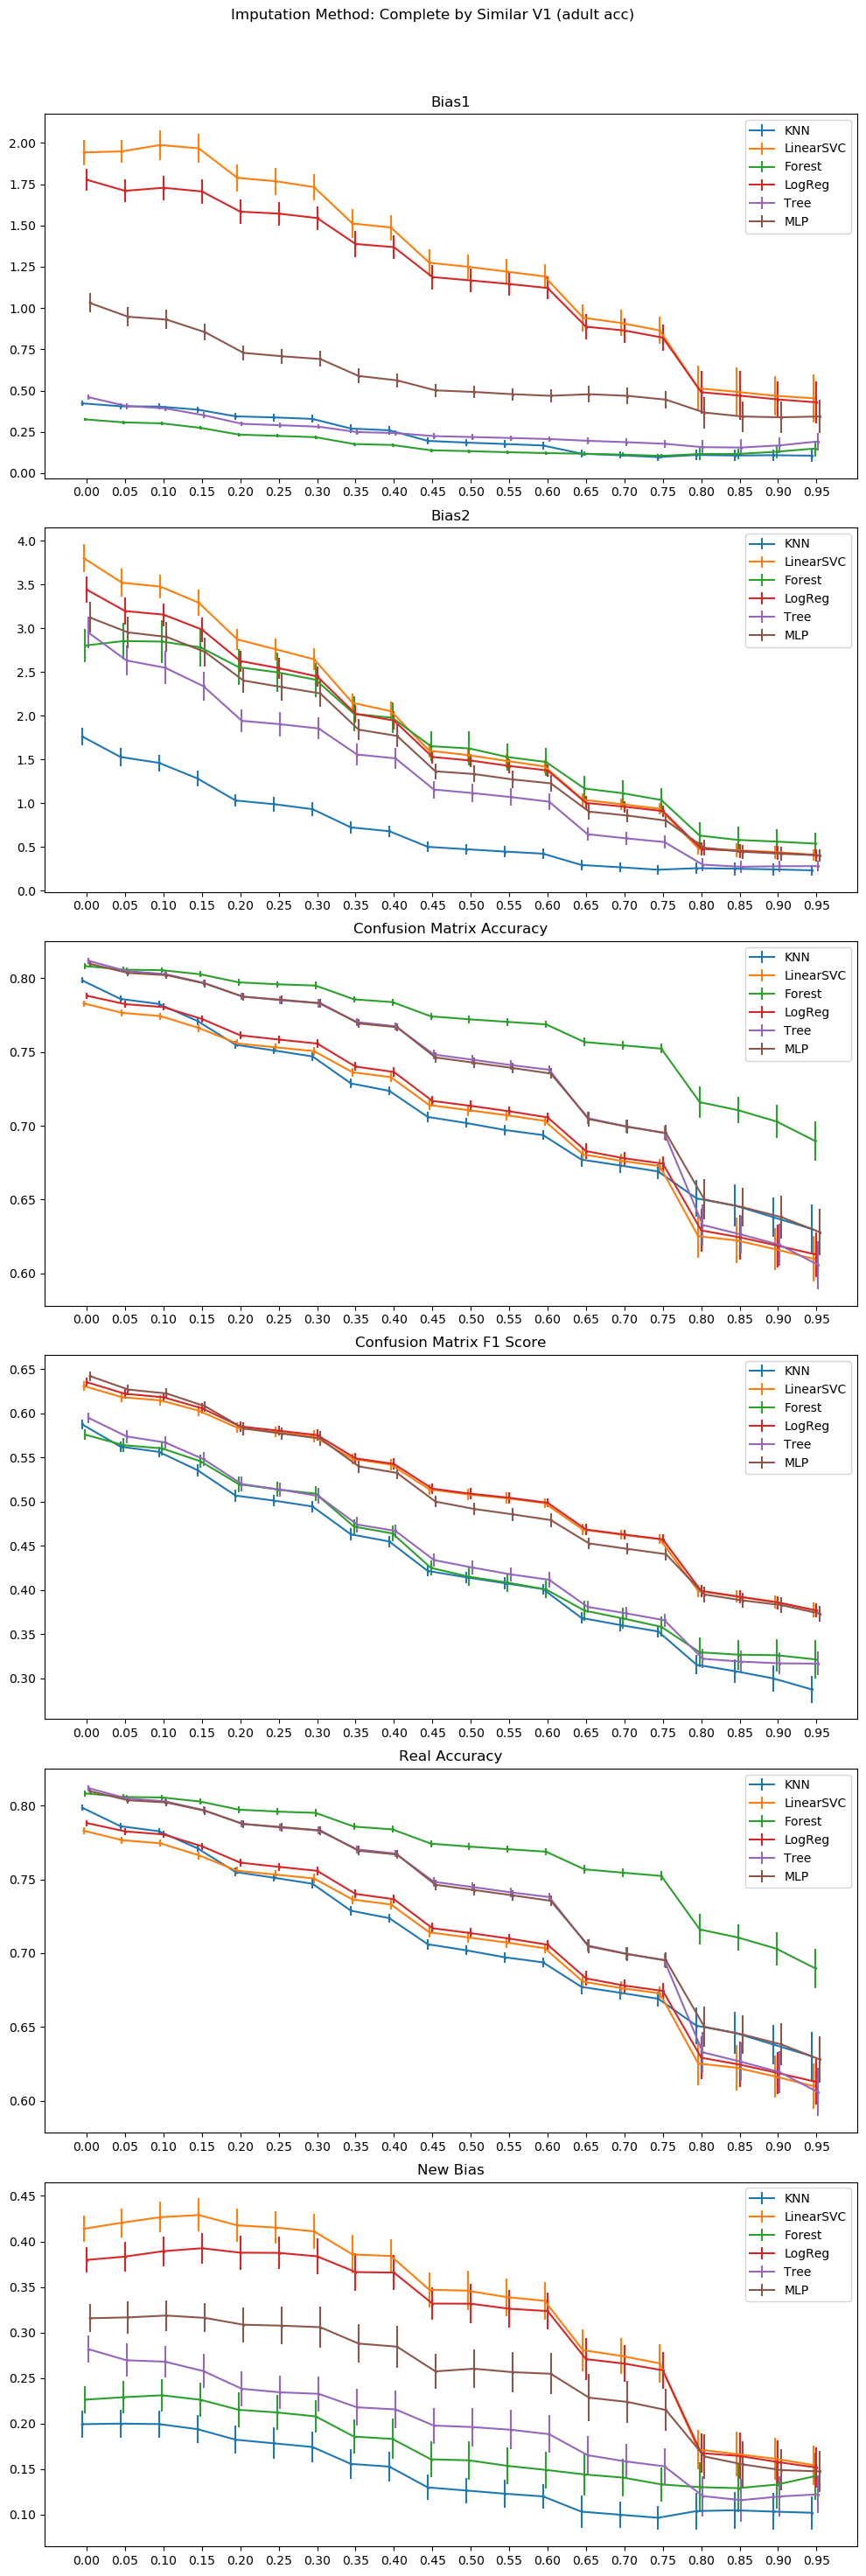 Imputation Method: Complete by Similar V1 (adult acc)
Bias1
2.00
1.75
1.50
1.25
1.00
0.75
0.50
0.25
0.00
KNN
LinearSVC
Forest
LogReg
Tree
MLP
0.00 0.05 0.10 0.15 0.20 0.25 0.30 0.35 0.40 0.45 0.50 0.55 0.60 0.65 0.70 0.75 0.80 0.85 0.90 0.95
Bias2
4.0
3.5
3.0
2.5
2.0
1.5
1.0
0.5
0.0
KNN
LinearSVC
Forest
LogReg
Tree
MLP
0.00 0.05 0.10 0.15 0.20 0.25 0.30 0.35 0.40 0.45 0.50 0.55 0.60 0.65 0.70 0.75 0.80 0.85 0.90 0.95
Confusion Matrix Accuracy
0.80
0.75
0.70
0.65
0.60
KNN
LinearSVC
Forest
LogReg
Tree
MLP
0.00 0.05 0.10 0.15 0.20 0.25 0.30 0.35 0.40 0.45 0.50 0.55 0.60 0.65 0.70 0.75 0.80 0.85 0.90 0.95
Confusion Matrix F1 Score
0.65
0.60
0.55
0.50
0.45
0.40
0.35
0.30
KNN
LinearSVC
Forest
LogReg
Tree
MLP
0.00 0.05 0.10 0.15 0.20 0.25 0.30 0.35 0.40 0.45 0.50 0.55 0.60 0.65 0.70 0.75 0.80 0.85 0.90 0.95
Real Accuracy
0.80
0.75
0.70
0.65
0.60
KNN
LinearSVC
Forest
LogReg
Tree
MLP
0.00 0.05 0.10 0.15 0.20 0.25 0.30 0.35 0.40 0.45 0.50 0.55 0.60 0.65 0.70 0.75 0.80 0.85 0.90 0.95
New Bias
0.45
0.40
0.35
0.30
0.25
0.20
0.15
0.10
KNN
LinearSVC
Forest
LogReg
Tree
MLP
0.00 0.05 0.10 0.15 0.20 0.25 0.30 0.35 0.40 0.45 0.50 0.55 0.60 0.65 0.70 0.75 0.80 0.85 0.90 0.95